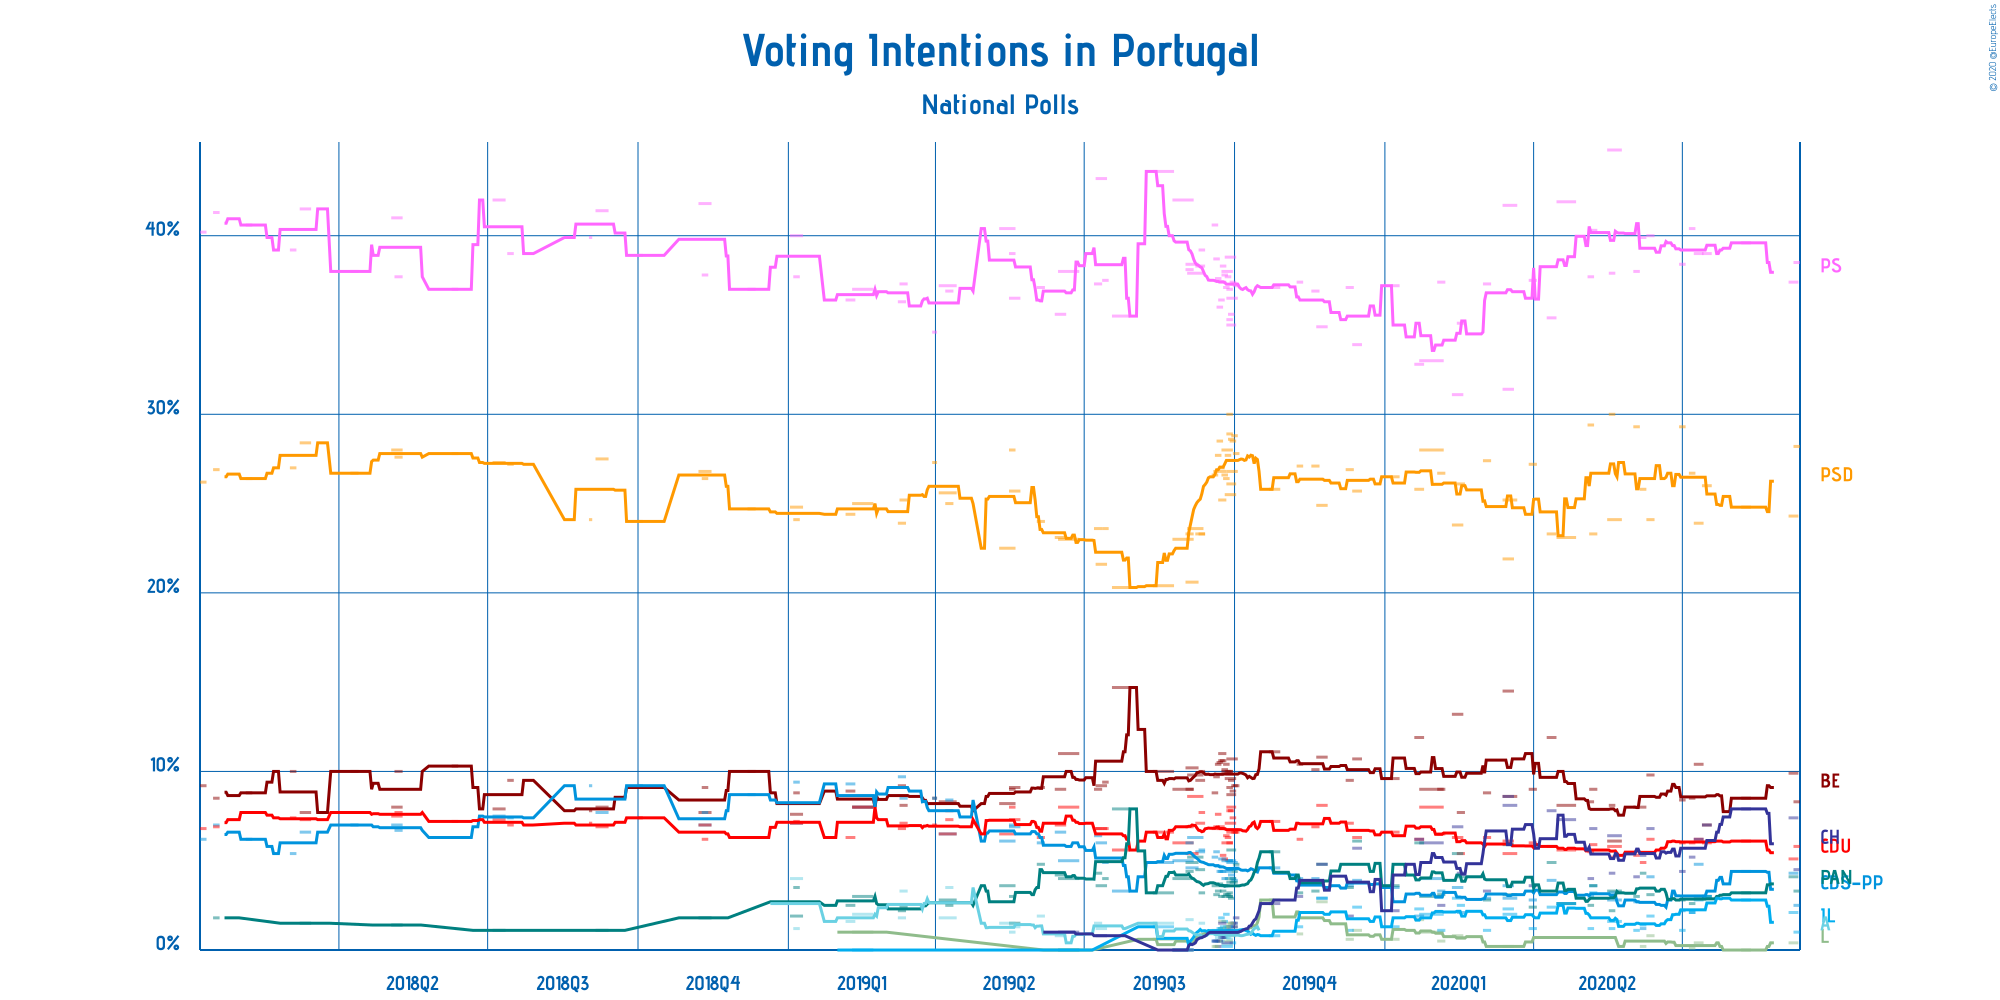 © 2020 @EuropeElects
Voting Intentions in Portugal
National Polls
40%
30%
20%
10%
0%
PS
PSD
BE
CH
CDU
PAN
CDS-PP
IL
L
2018Q2
2018Q3
2018Q4
2019Q1
2019Q2
2019Q3
2019Q4
2020Q1
2020Q2